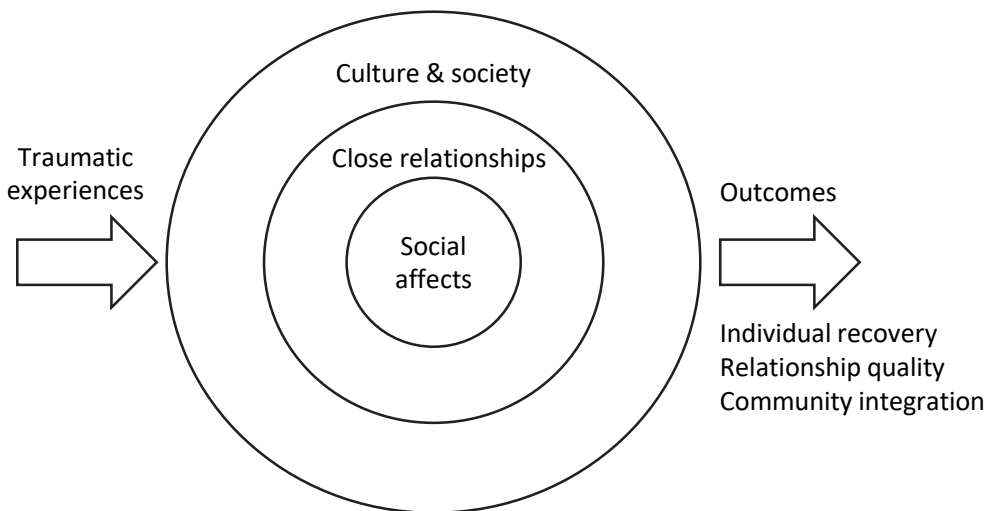 Culture & society
Traumatic
experiences
Close relationships
Social
affects
Outcomes
Individual recovery
Relationship quality
Community integration